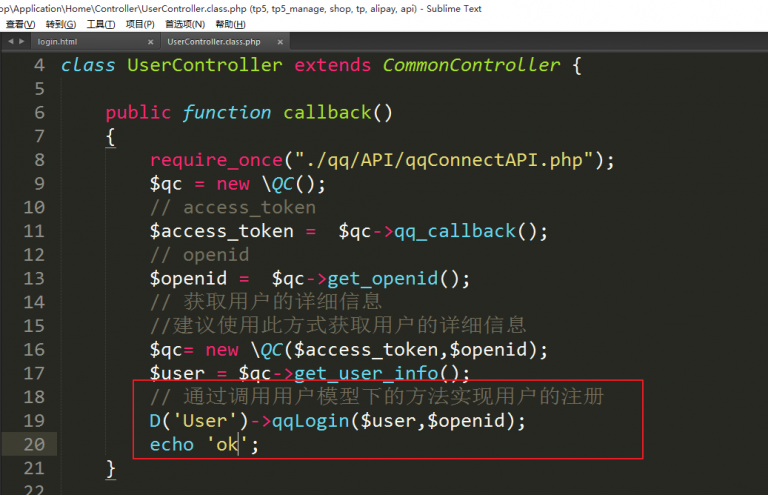 op\Application\Home\Controller\UserController.class.php (tp5, tp5_manage, shop, tp, alipay, api) - Sublime Text
查看(V) 转到(G) 工具(T) 项目(P) 首选项(N) 帮助(H)
login.html × UserController.class.php ×
4 class UserController extends CommonController {
5
6 public function callback()
7 {
8 require_once("./qq/API/qqConnectAPI.php");
9 $qc = new \QC();
10 // access_token
11 $access_token =  $qc->qq_callback();
12 // openid
13 $openid =  $qc->get_openid();
14 // 获取用户的详细信息
15 //建议使用此方式获取用户的详细信息
16 $qc= new \QC($access_token,$openid);
17 $user = $qc->get_user_info();
18 // 通过调用用户模型下的方法实现用户的注册
19 D('User')->qqLogin($user,$openid);
20 echo 'ok';
21 }
22